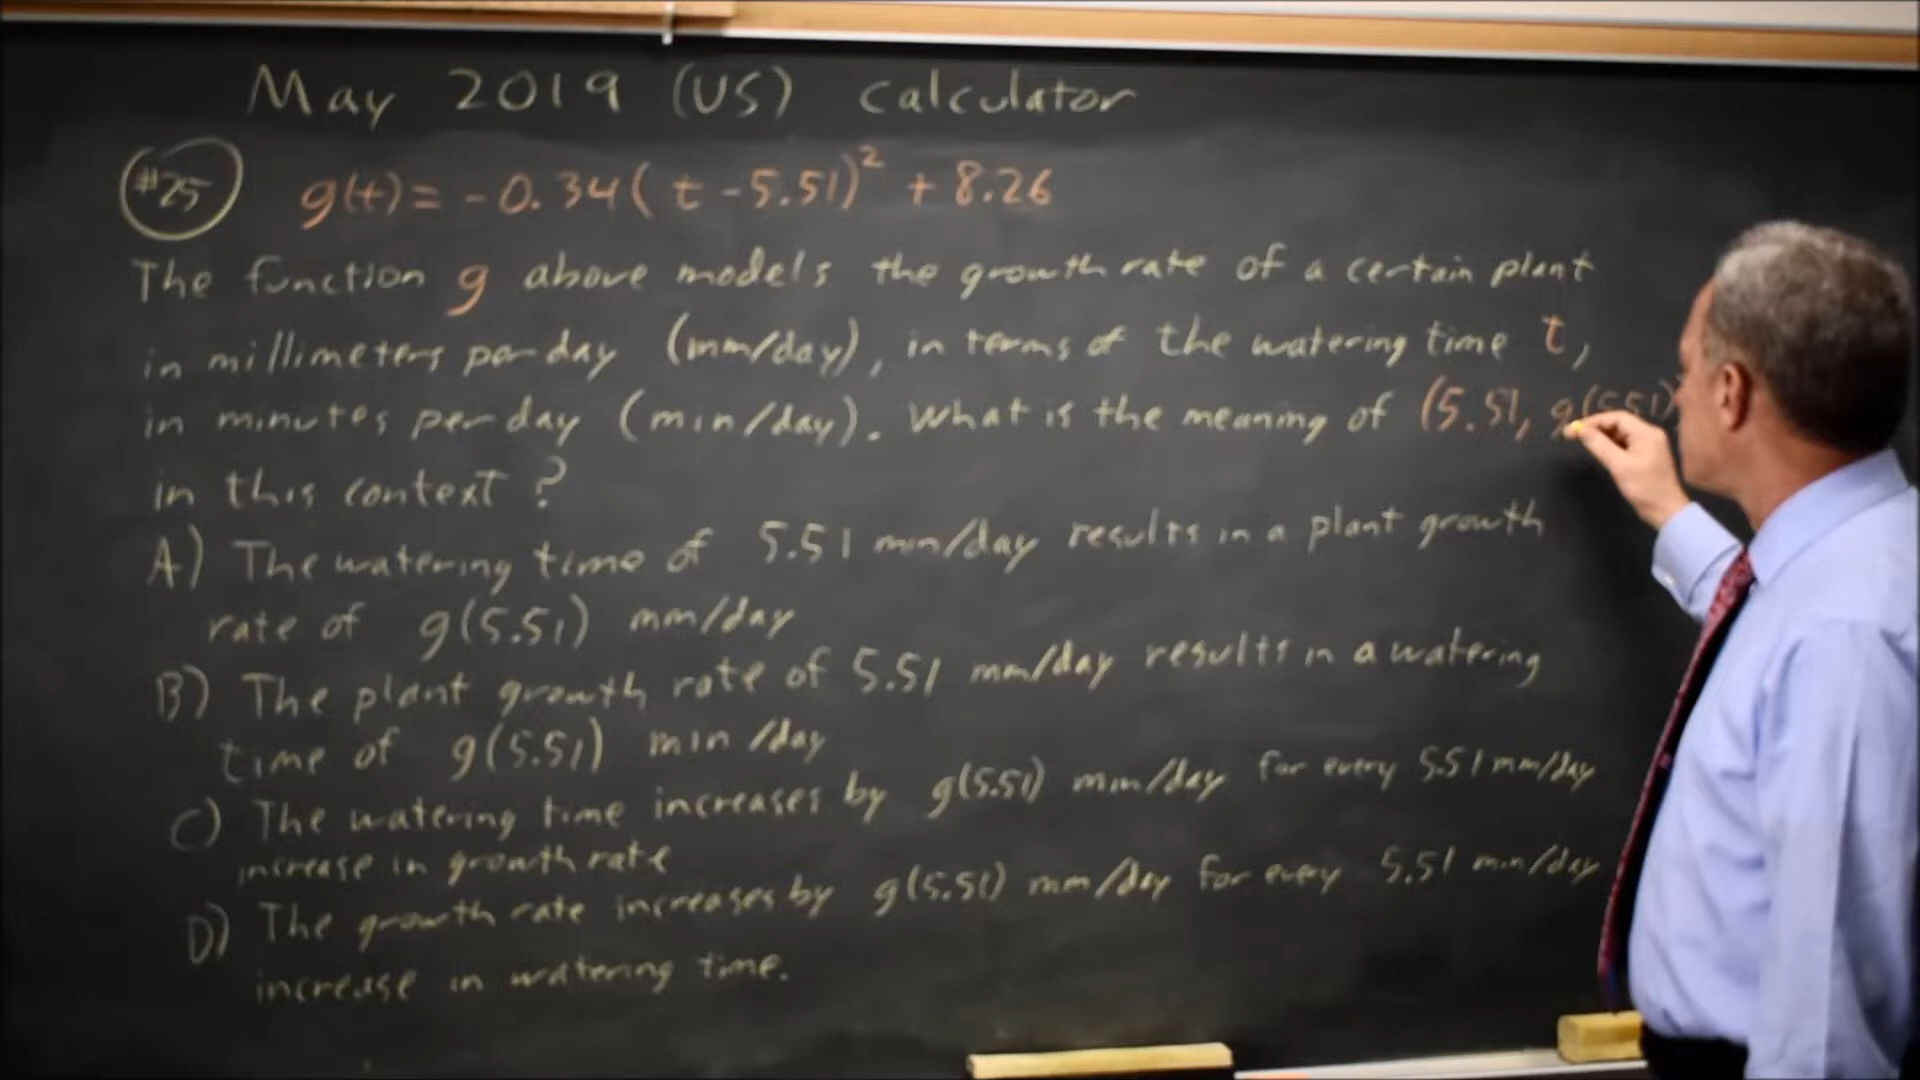 May 2019 (US) Calculator
#25 g(t) = -0.34(t - 5.51)² + 8.26
The function g above models the growth rate of a certain plant
in millimeters per day (mm/day), in terms of the watering time t,
in minutes per day (min/day). What is the meaning of (5.51, g(5.51)
in this context?
A) The watering time of 5.51 min/day results in a plant growth
rate of g(5.51) mm/day
B) The plant growth rate of 5.51 mm/day results in a watering
time of g(5.51) min/day
C) The watering time increases by g(5.51) min/day for every 5.51 mm/day
increase in growth rate
D) The growth rate increases by g(5.51) mm/day for every 5.51 min/day
increase in watering time.